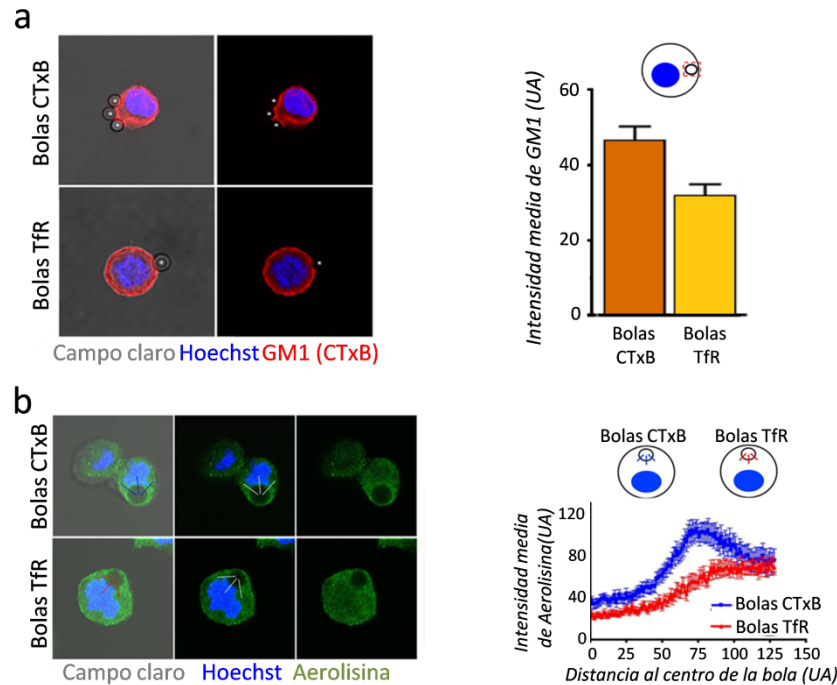 a
Bolas CTxB
Bolas TfR
Campo claro Hoechst GM1 (CTxB)
Intensidad media de GM1 (UA)
60
40
20
0
Bolas
CTxB
Bolas
TfR
b
Bolas CTxB
Bolas TfR
Campo claro Hoechst Aerolisina
Bolas CTxB Bolas TfR
Intensidad media
de Aerolisina(UA)
120
80
40
0
Bolas CTxB
Bolas TfR
0 25 50 75 100 125 150
Distancia al centro de la bola (UA)